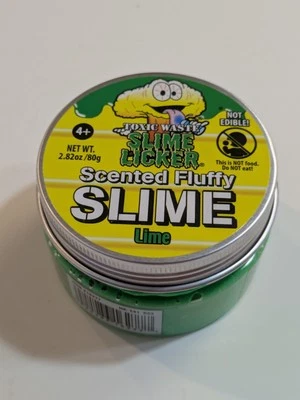 TOXIC WASTE
SLIME
LICKER
4+
NET WT.
2.82oz/80g
NOT
EDIBLE!
This is NOT food.
Do NOT eat!
Scented Fluffy
SLIME
Lime